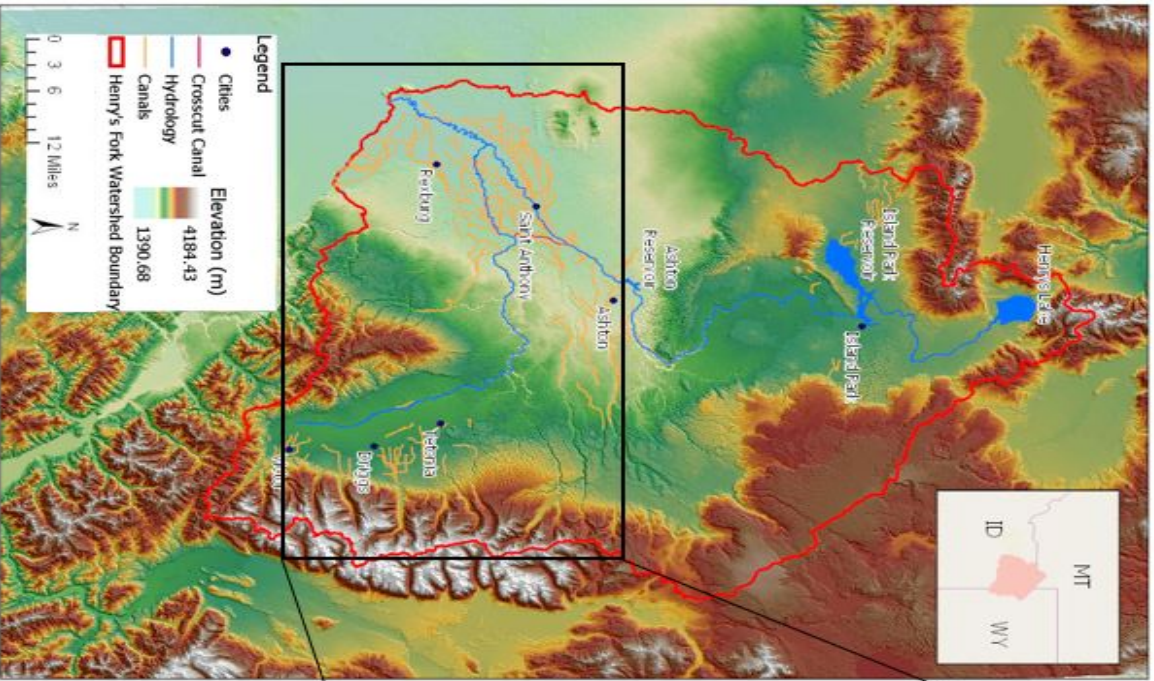 Henry's Lake
Island Park
Reservoir
Island Park
Ashton
Reservoir
Ashton
Saint Anthony
Rexburg
Tetonia
Driggs
MT
ID
WY
Legend
Cities
Crosscut Canal
Hydrology
Canals
Henry's Fork Watershed Boundary
Elevation (m)
4184.43
1390.68
0 3 6 12 Miles
N